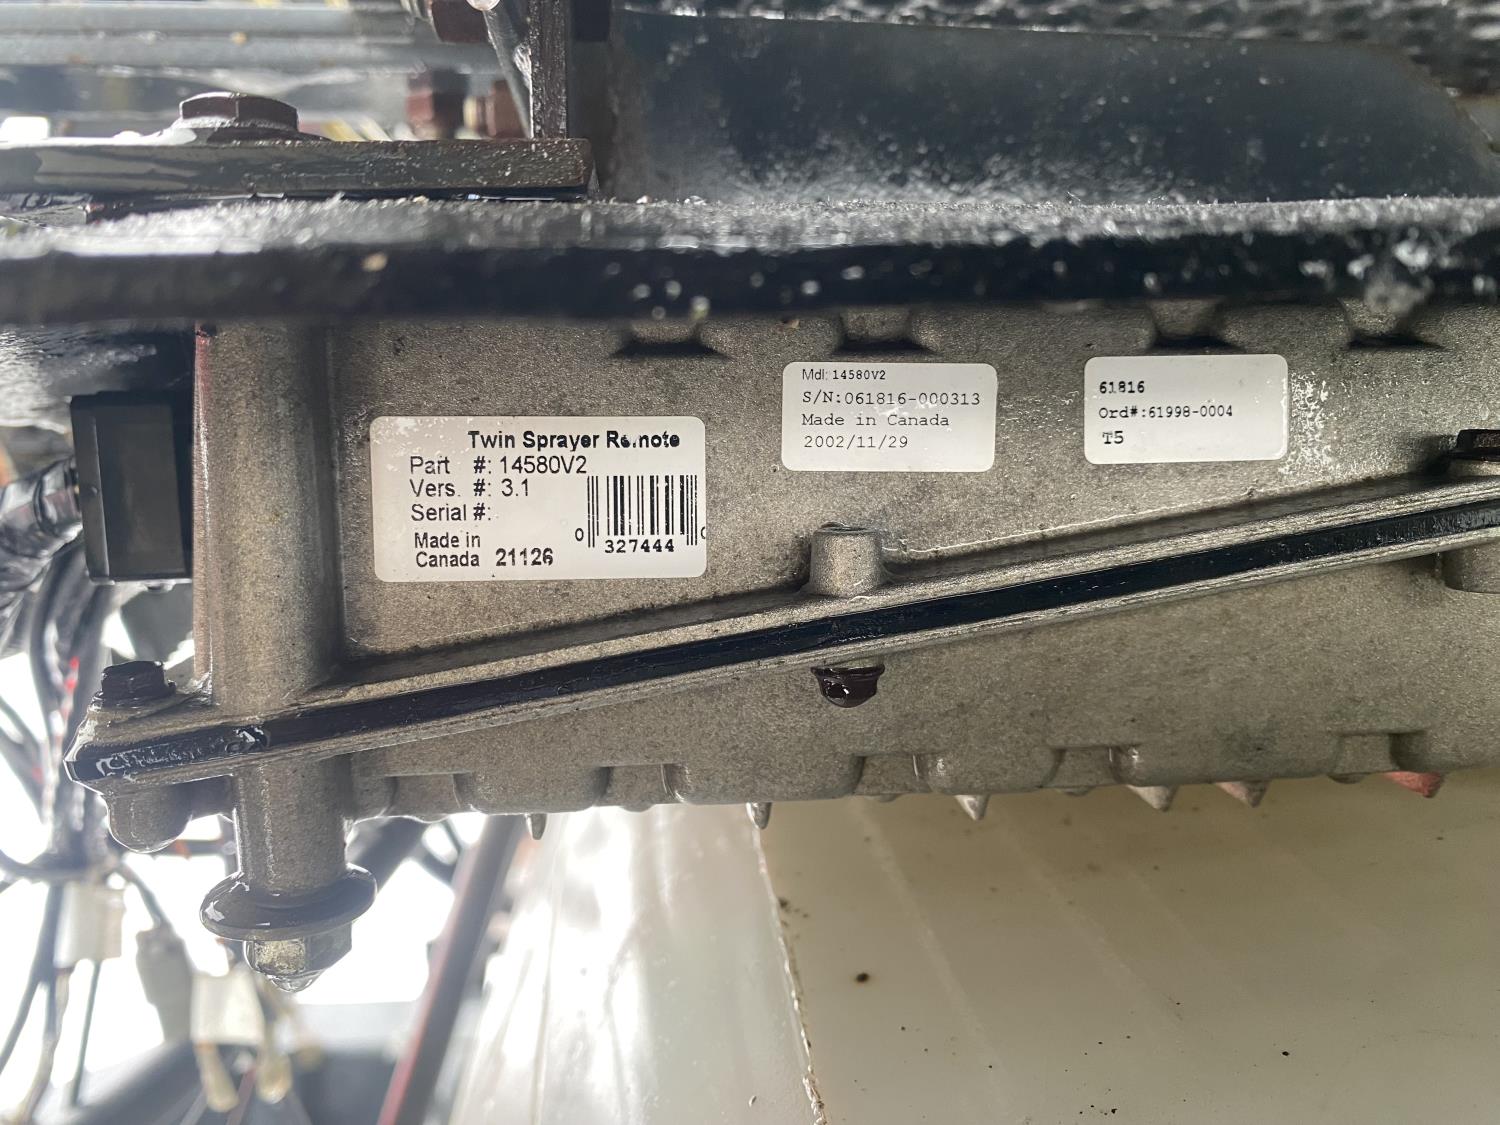 Twin Sprayer Remote
Part #: 14580V2
Vers. #: 3.1
Serial #:
Made in
Canada 21126
0 327444 0
Mdl: 14580V2
S/N:061816-000313
Made in Canada
2002/11/29
61816
Ord#:61998-0004
T5